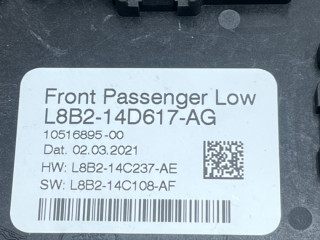 Front Passenger Low
L8B2-14D617-AG
10516895-00
Dat. 02.03.2021
HW: L8B2-14C237-AE
SW: L8B2-14C108-AF